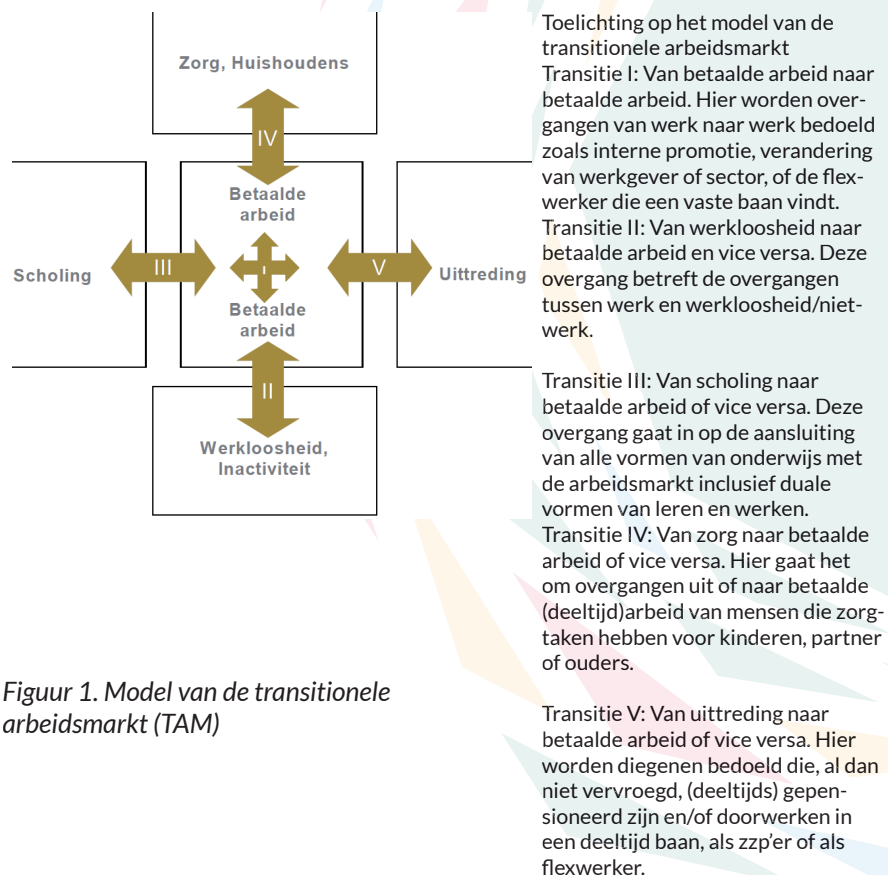 Zorg, Huishoudens
IV
Betaalde
arbeid
Scholing
III
I
V
Uittreding
Betaalde
arbeid
II
Werkloosheid,
Inactiviteit
Figuur 1. Model van de transitionele
arbeidsmarkt (TAM)
Toelichting op het model van de
transitionele arbeidsmarkt
Transitie I: Van betaalde arbeid naar
betaalde arbeid. Hier worden over-
gangen van werk naar werk bedoeld
zoals interne promotie, verandering
van werkgever of sector, of de flex-
werker die een vaste baan vindt.
Transitie II: Van werkloosheid naar
betaalde arbeid en vice versa. Deze
overgang betreft de overgangen
tussen werk en werkloosheid/niet-
werk.
Transitie III: Van scholing naar
betaalde arbeid of vice versa. Deze
overgang gaat in op de aansluiting
van alle vormen van onderwijs met
de arbeidsmarkt inclusief duale
vormen van leren en werken.
Transitie IV: Van zorg naar betaalde
arbeid of vice versa. Hier gaat het
om overgangen uit of naar betaalde
(deeltijd)arbeid van mensen die zorg-
taken hebben voor kinderen, partner
of ouders.
Transitie V: Van uittreding naar
betaalde arbeid of vice versa. Hier
worden diegenen bedoeld die, al dan
niet vervroegd, (deeltijds) gepen-
sioneerd zijn en/of doorwerken in
een deeltijd baan, als zzp'er of als
flexwerker.